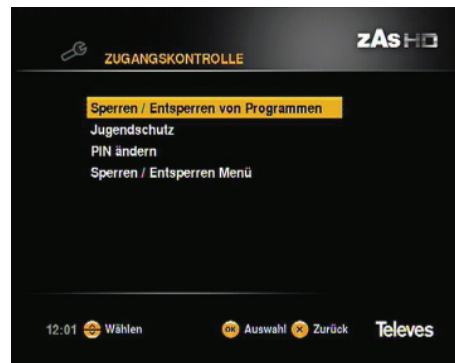 zAs HD
ZUGANGSKONTROLLE
Sperren / Entsperren von Programmen
Jugendschutz
PIN ändern
Sperren / Entsperren Menü
12:01 Wählen OK Auswahl X Zurück Televes